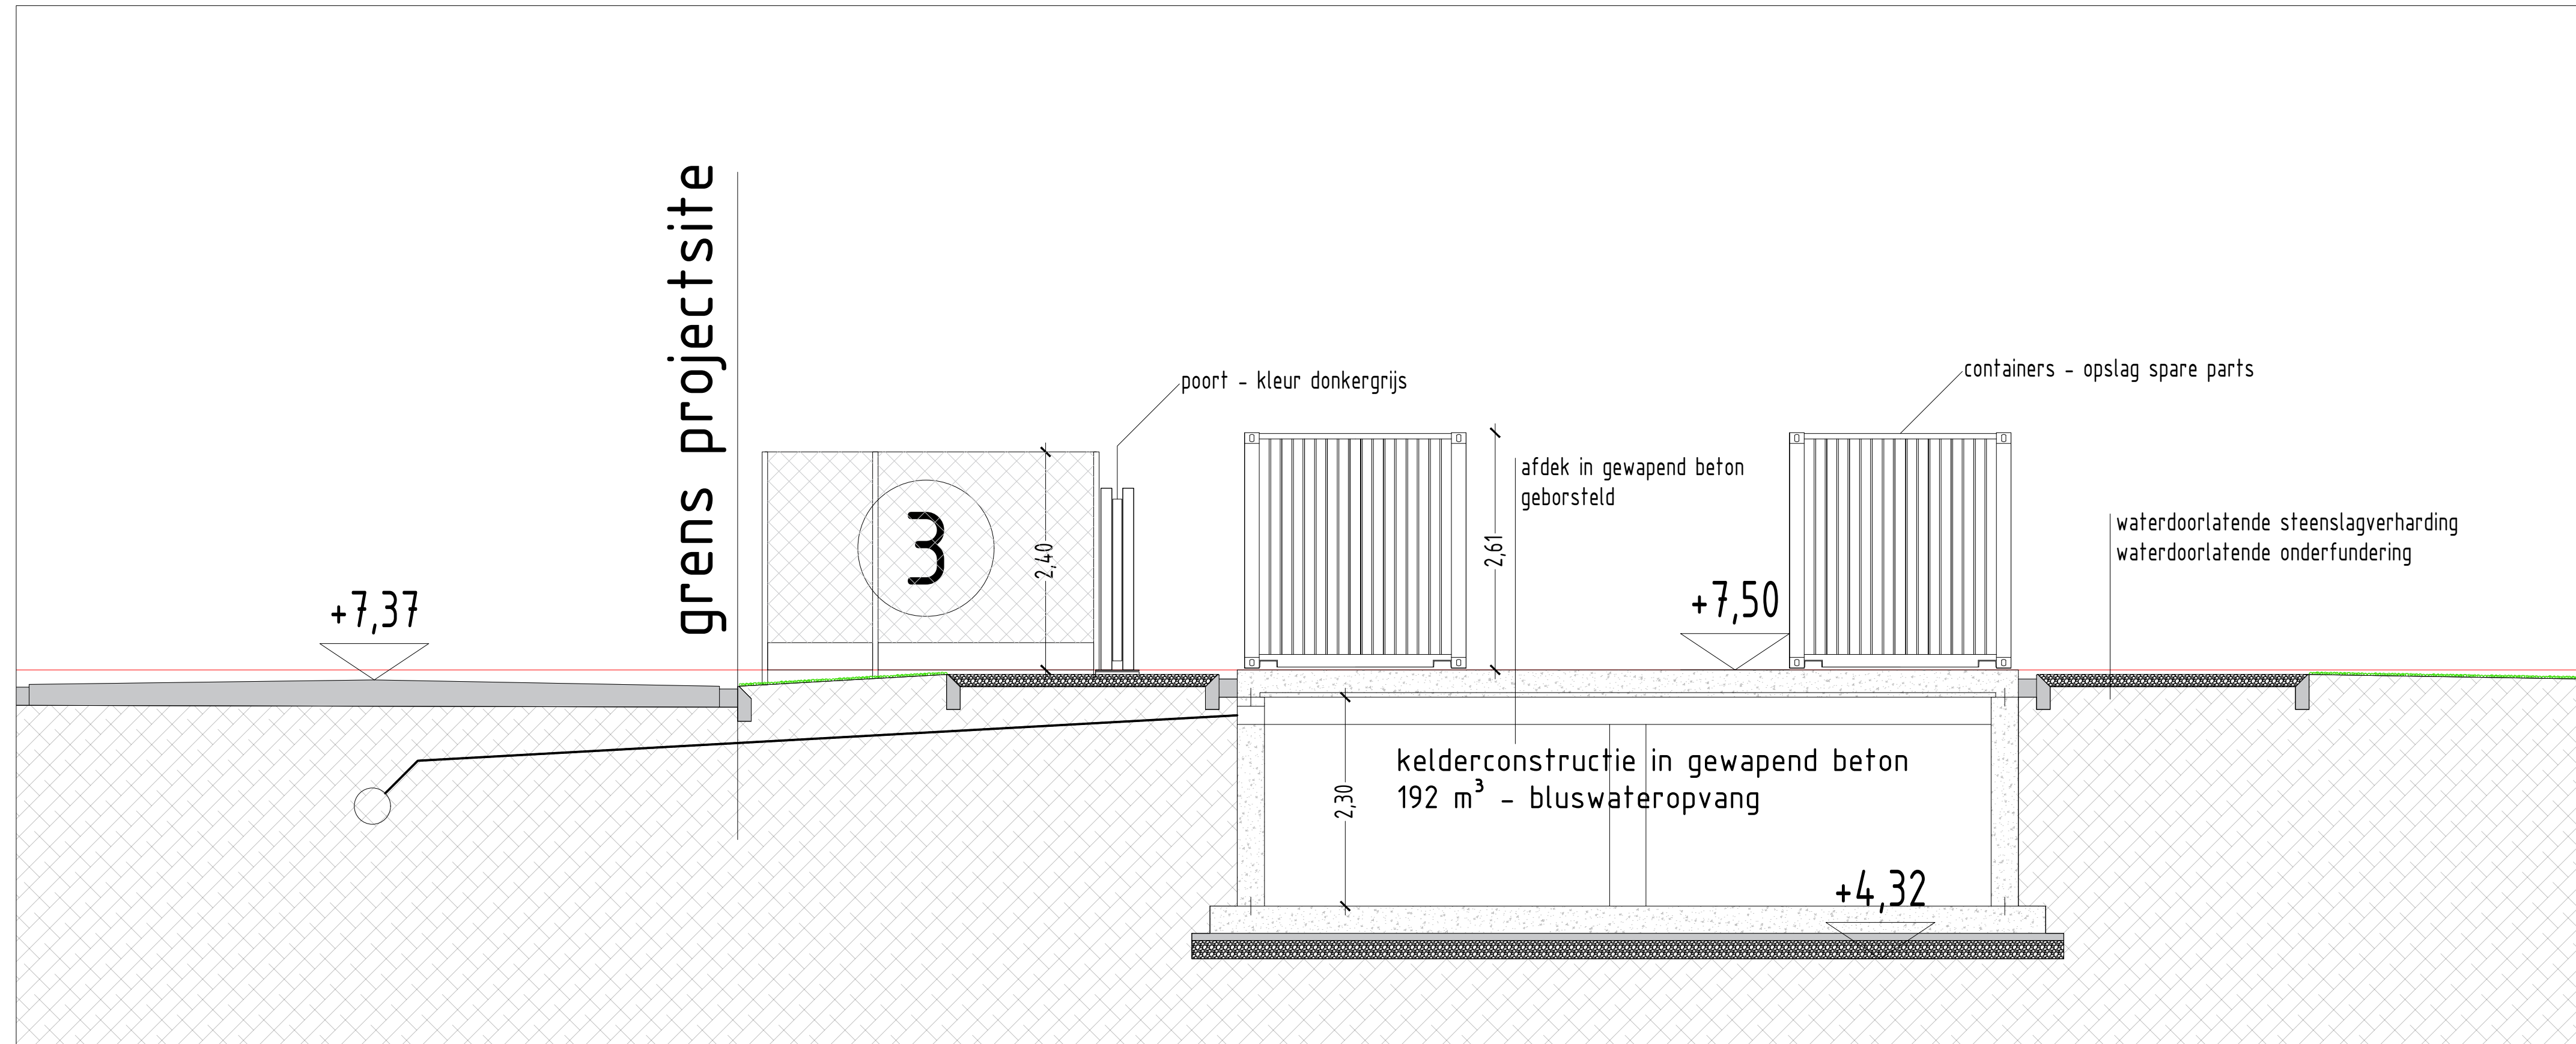 grens projectsite
poort - kleur donkergrijs
containers - opslag spare parts
afdek in gewapend beton
geborsteld
waterdoorlatende steenslagverharding
waterdoorlatende onderfundering
3
2,40
2,61
+7,37
+7,50
kelderconstructie in gewapend beton
192 m³ - bluswateropvang
2,30
+4,32